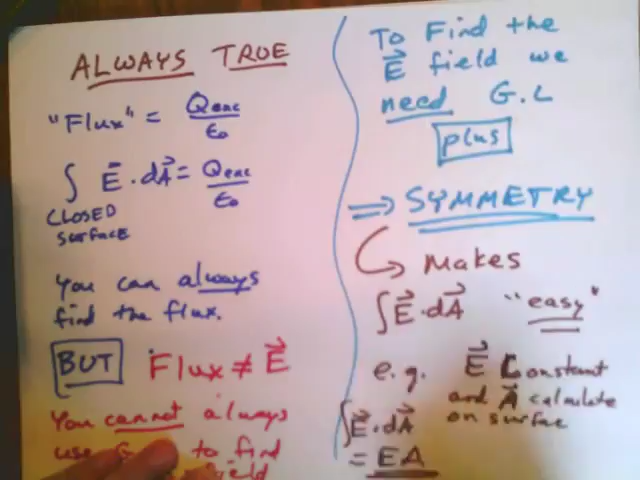 ALWAYS TRUE
"Flux" = Qenc/ε₀
∫ E⃗ · dA⃗ = Qenc/ε₀
CLOSED
SURFACE
You can always
find the flux.
BUT Flux ≠ E⃗
You cannot always
use G to find
field
To Find the
E⃗ field we
need G.L
plus
⇒ SYMMETRY
Makes
∫ E⃗ · dA⃗ "easy"
e.g. E⃗ Constant
and A⃗ calculate
on surface
∫ E⃗ · dA⃗
= EA